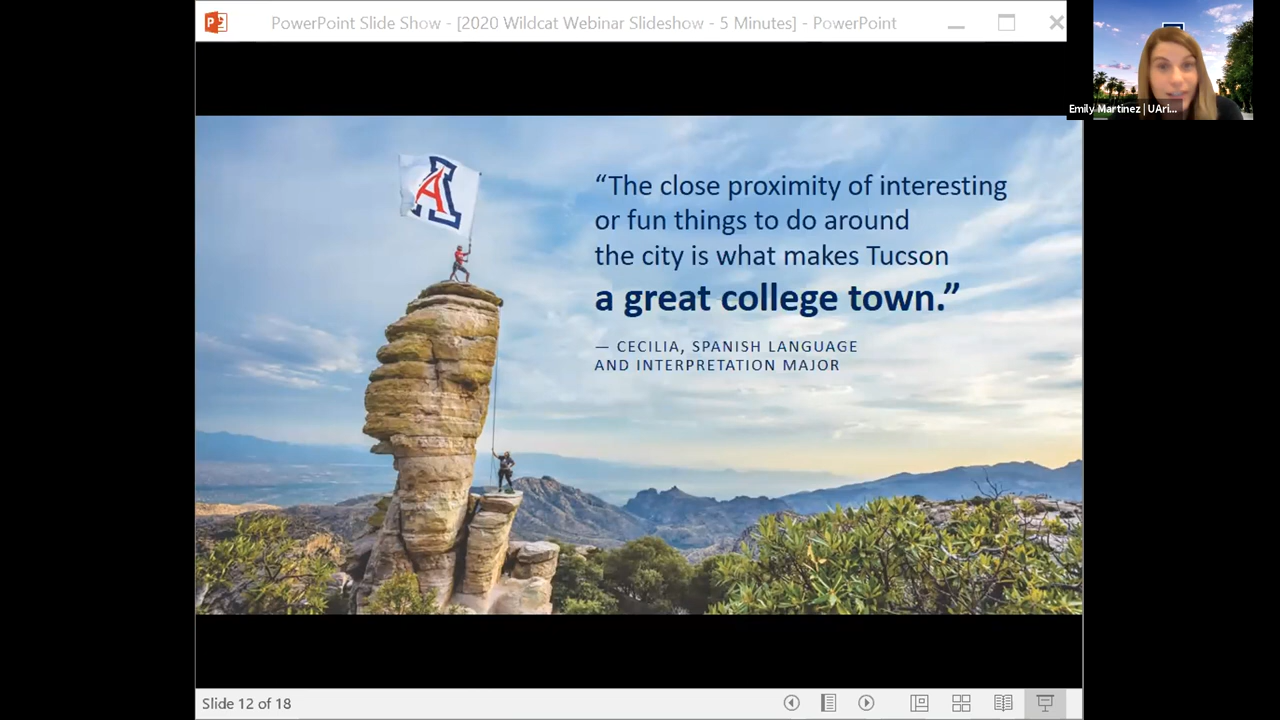 PowerPoint Slide Show - [2020 Wildcat Webinar Slideshow - 5 Minutes] - PowerPoint
Emily Martinez | UAri...
A
“The close proximity of interesting
or fun things to do around
the city is what makes Tucson
a great college town.”
— CECILIA, SPANISH LANGUAGE
AND INTERPRETATION MAJOR
Slide 12 of 18